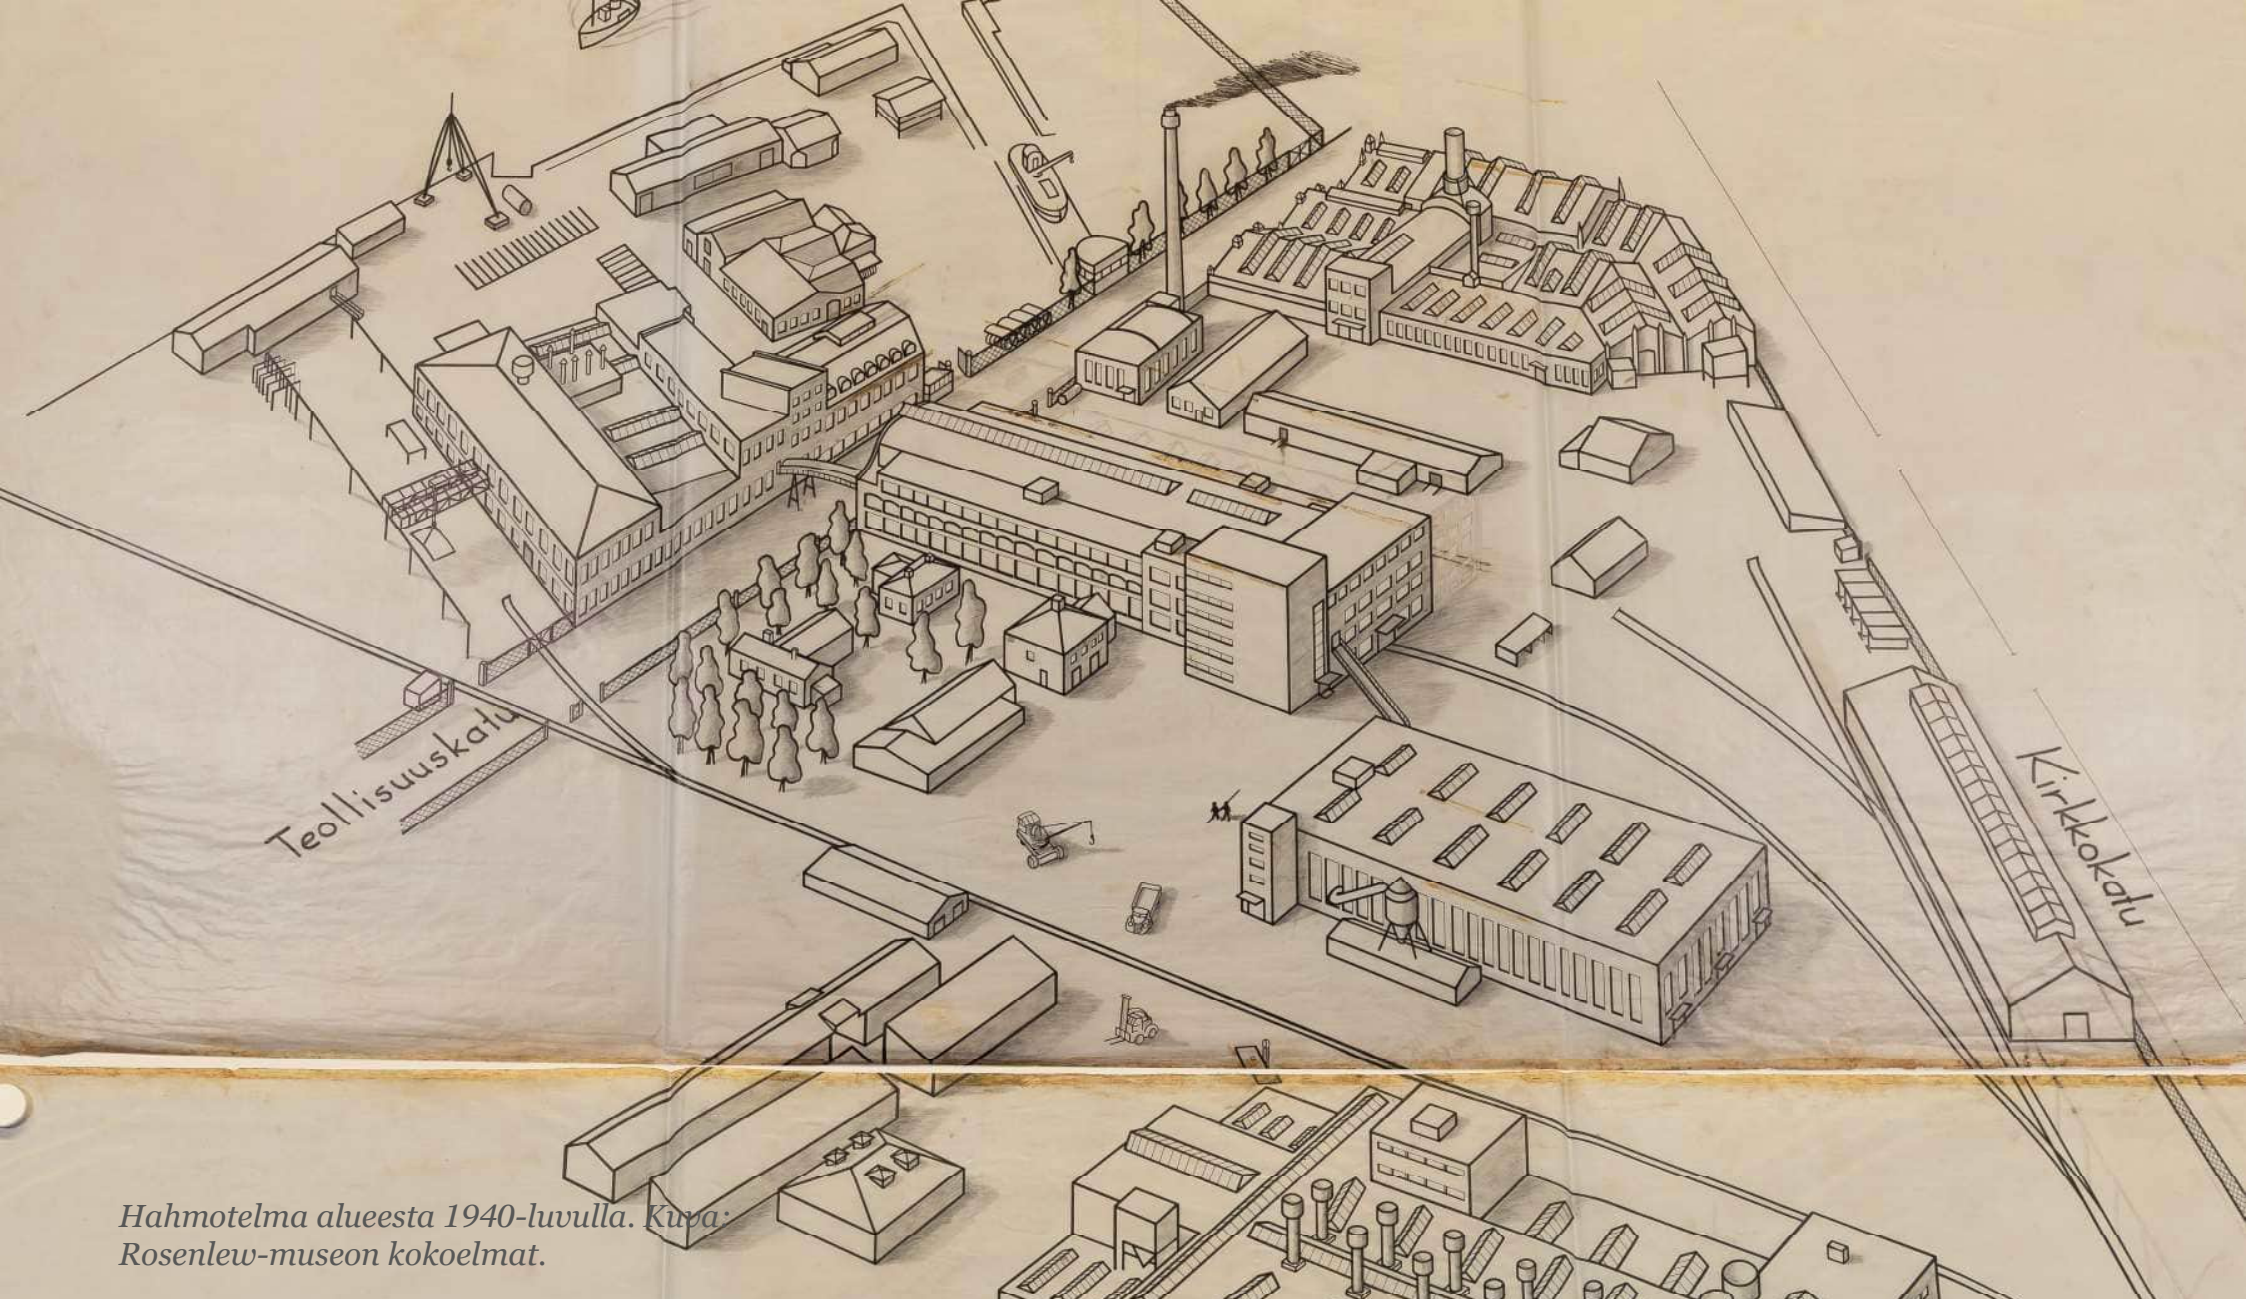 Teollisuuskatu
Kirkkokatu
Hahmotelma alueesta 1940-luvulla. Kuva:
Rosenlew-museon kokoelmat.